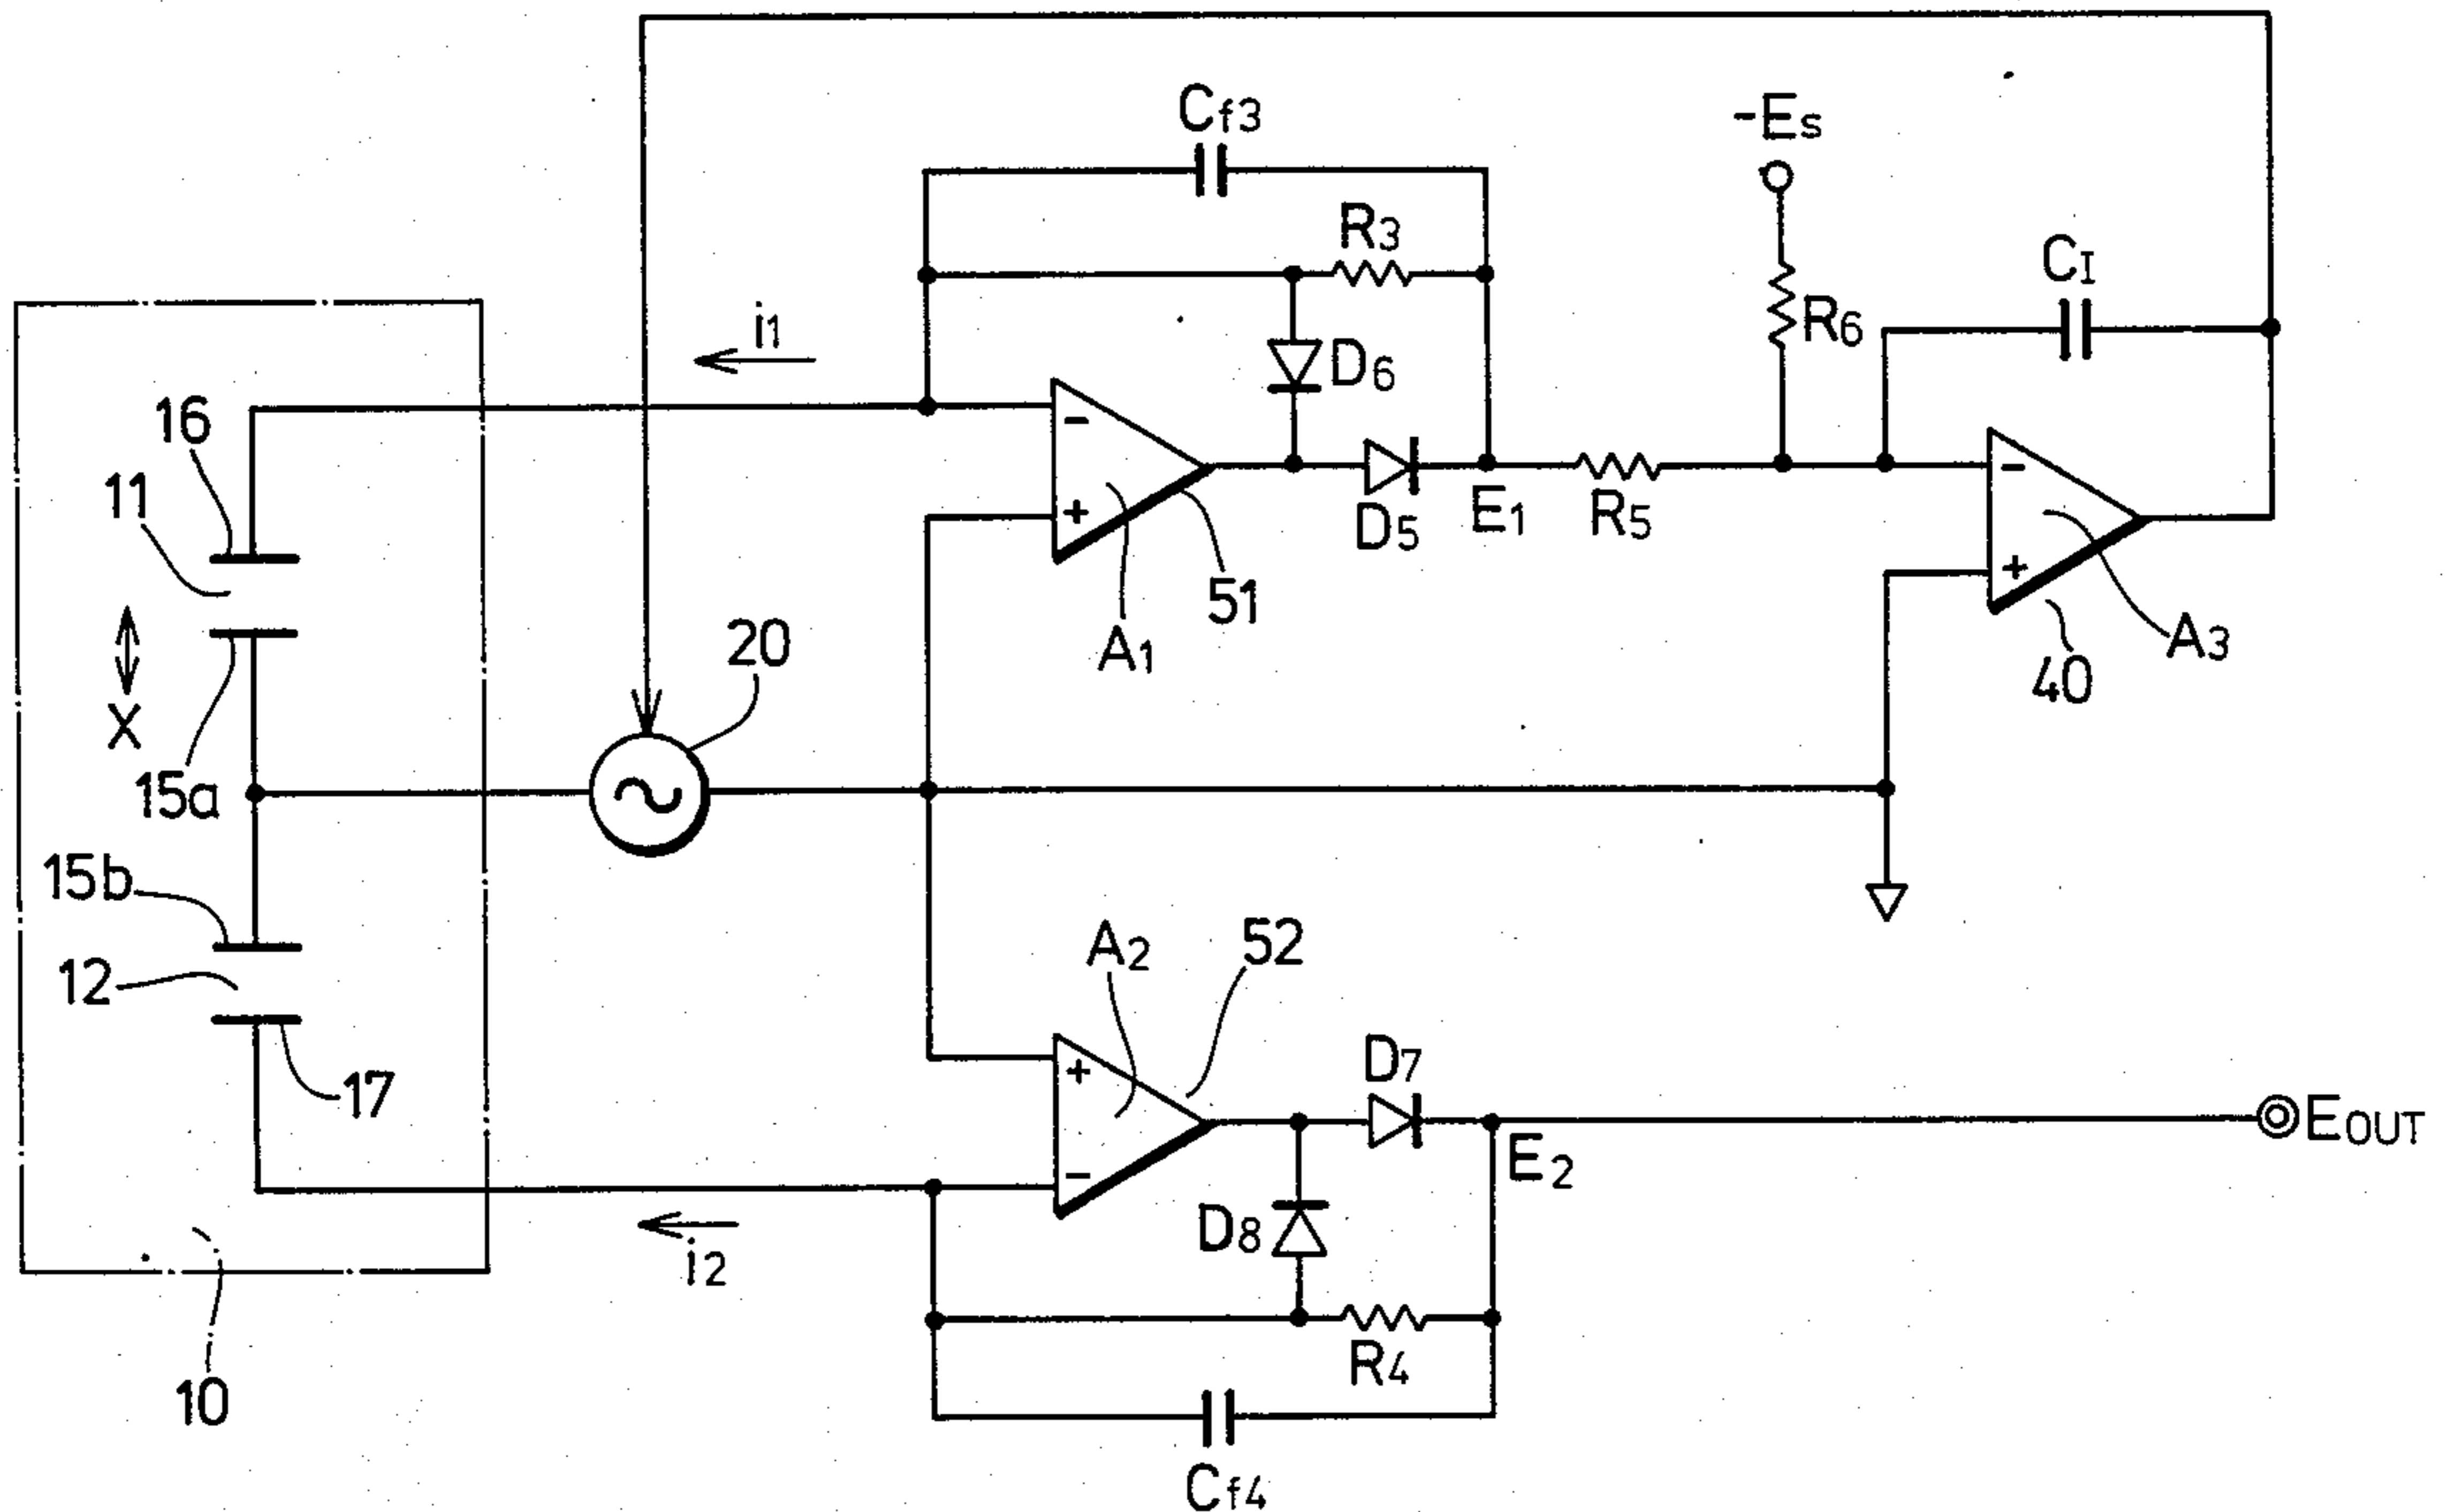 Cf3
-Es
R3
CI
i1
R6
D6
16
11
-
-
+
D5
E1
R5
51
A1
+
A3
40
20
X
15a
15b
12
A2
52
17
+
-
D7
E2
EOUT
D8
i2
R4
10
Cf4